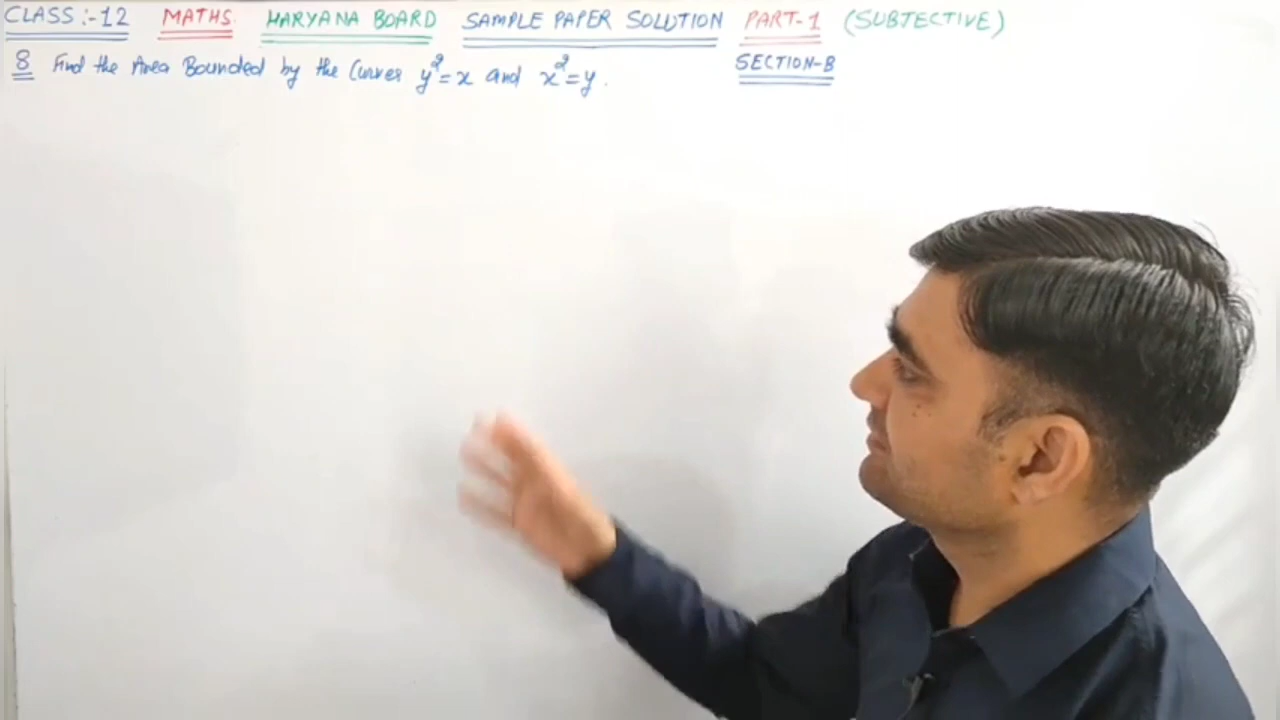 CLASS:-12 MATHS. HARYANA BOARD SAMPLE PAPER SOLUTION PART-1 (SUBJECTIVE)
8 Find the Area Bounded by the Curves y²=x and x²=y. SECTION-B